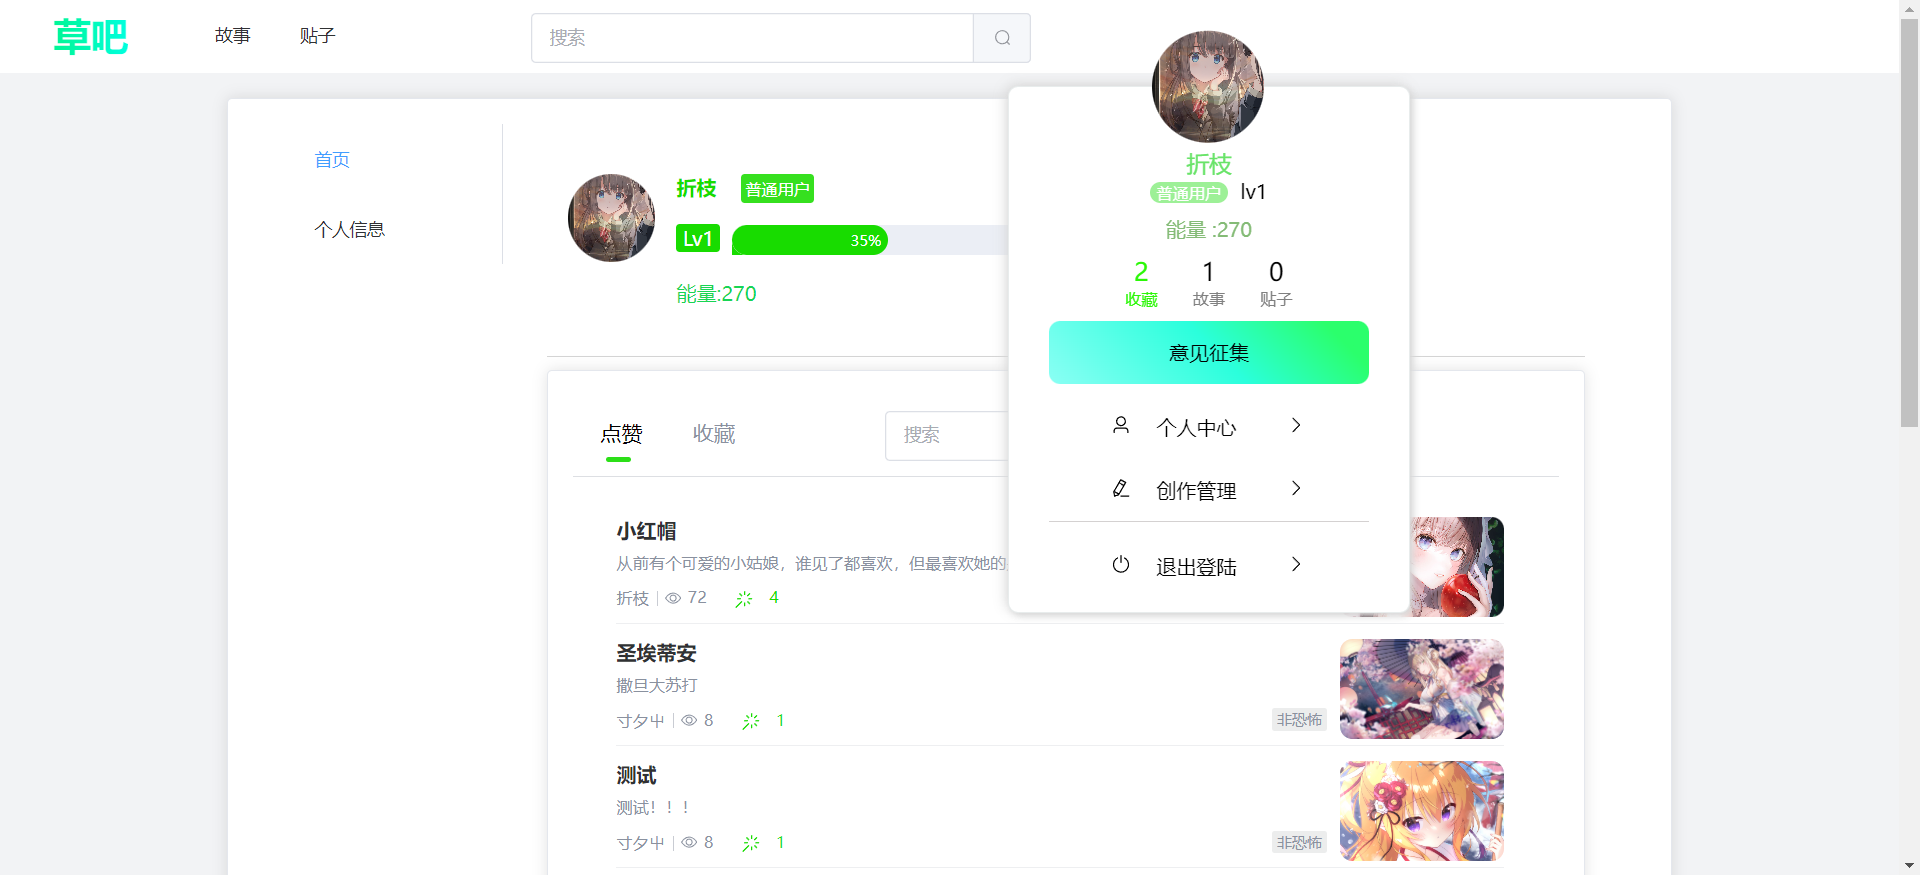 草吧
故事
贴子
搜索
首页
个人信息
折枝
普通用户
Lv1
35%
能量:270
折枝
普通用户
lv1
能量 :270
2
收藏
1
故事
0
贴子
意见征集
个人中心
创作管理
退出登陆
点赞
收藏
搜索
小红帽
从前有个可爱的小姑娘，谁见了都喜欢，但最喜欢她的
折枝
72
4
圣埃蒂安
撒旦大苏打
寸夕屮
8
1
非恐怖
测试
测试！！！
寸夕屮
8
1
非恐怖